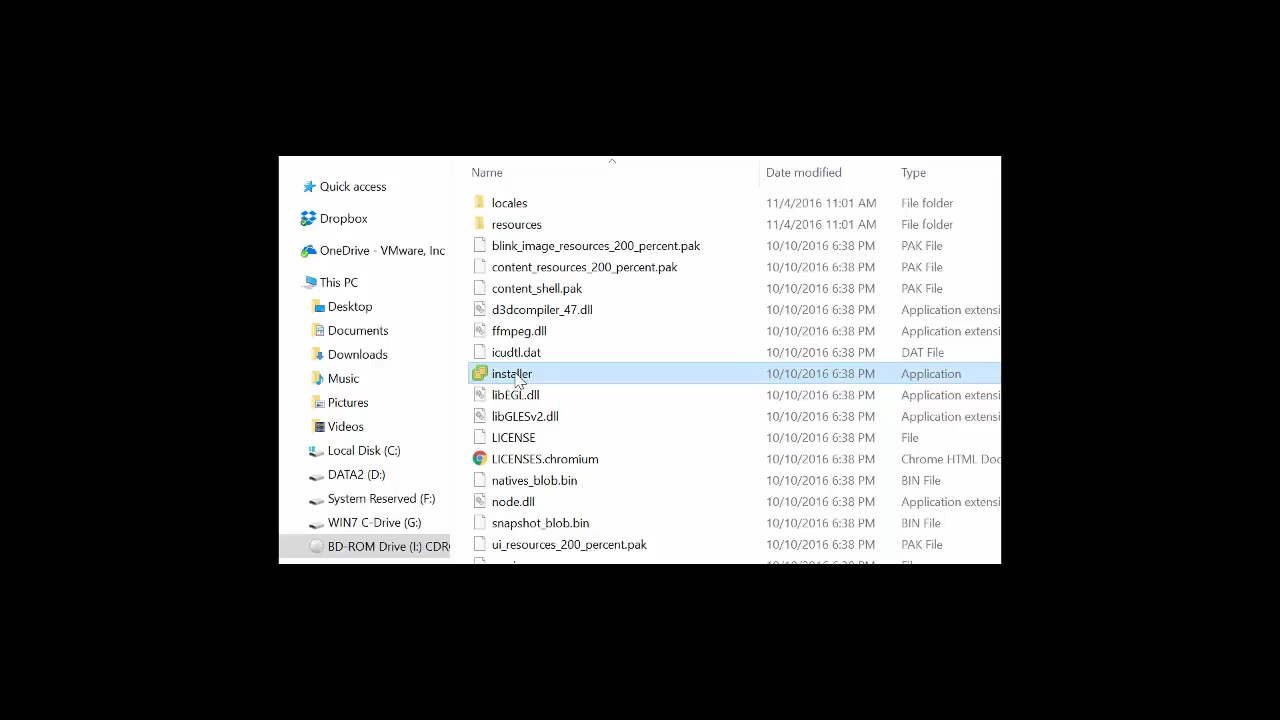 Name Date modified Type
Quick access
Dropbox
OneDrive - VMware, Inc
This PC
Desktop
Documents
Downloads
Music
Pictures
Videos
Local Disk (C:)
DATA2 (D:)
System Reserved (F:)
WIN7 C-Drive (G:)
BD-ROM Drive (I:) CDR
locales 11/4/2016 11:01 AM File folder
resources 11/4/2016 11:01 AM File folder
blink_image_resources_200_percent.pak 10/10/2016 6:38 PM PAK File
content_resources_200_percent.pak 10/10/2016 6:38 PM PAK File
content_shell.pak 10/10/2016 6:38 PM PAK File
d3dcompiler_47.dll 10/10/2016 6:38 PM Application extensi
ffmpeg.dll 10/10/2016 6:38 PM Application extensi
icudtl.dat 10/10/2016 6:38 PM DAT File
installer 10/10/2016 6:38 PM Application
libEGL.dll 10/10/2016 6:38 PM Application extensi
libGLESv2.dll 10/10/2016 6:38 PM Application extensi
LICENSE 10/10/2016 6:38 PM File
LICENSES.chromium 10/10/2016 6:38 PM Chrome HTML Doc
natives_blob.bin 10/10/2016 6:38 PM BIN File
node.dll 10/10/2016 6:38 PM Application extensi
snapshot_blob.bin 10/10/2016 6:38 PM BIN File
ui_resources_200_percent.pak 10/10/2016 6:38 PM PAK File